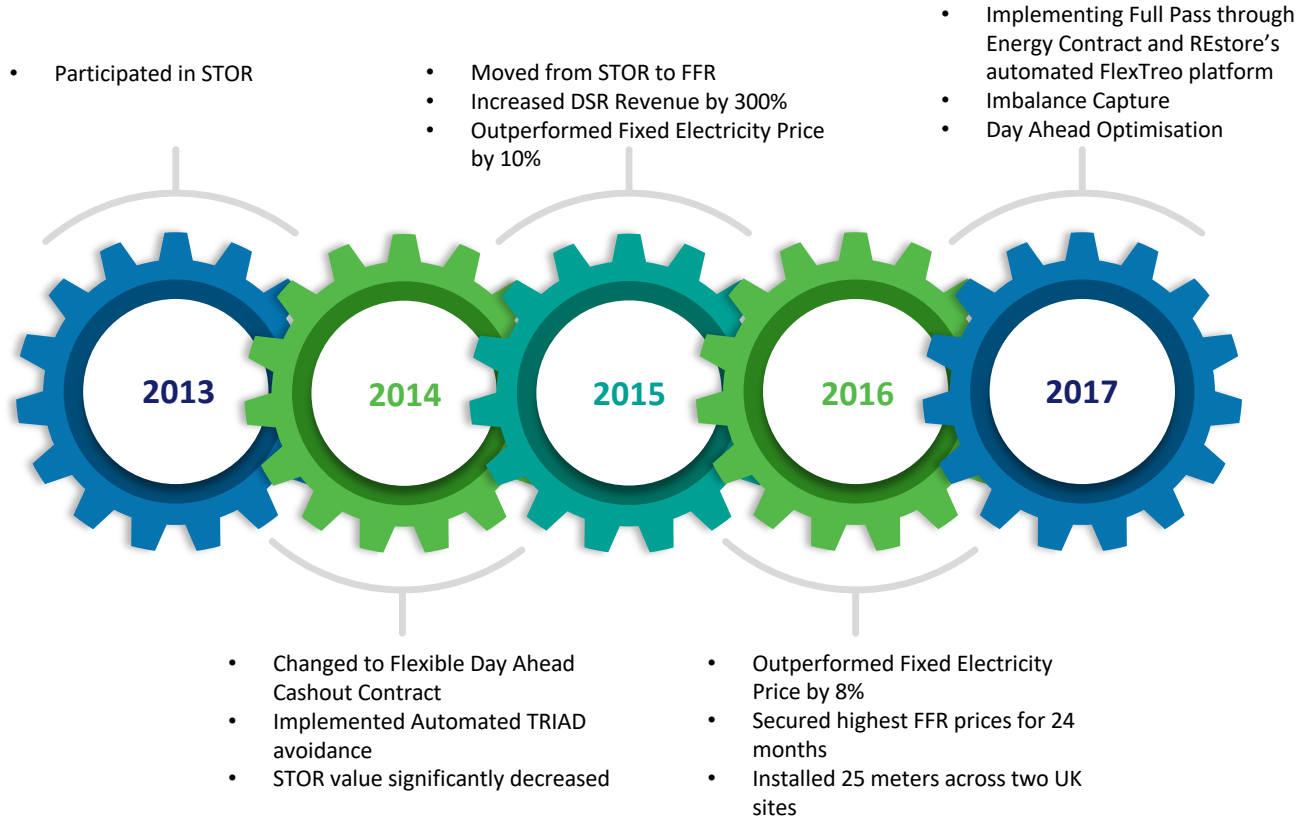 • Participated in STOR
2013
2014
• Changed to Flexible Day Ahead
Cashout Contract
• Implemented Automated TRIAD
avoidance
• STOR value significantly decreased
• Moved from STOR to FFR
• Increased DSR Revenue by 300%
• Outperformed Fixed Electricity Price
by 10%
2015
2016
• Outperformed Fixed Electricity
Price by 8%
• Secured highest FFR prices for 24
months
• Installed 25 meters across two UK
sites
• Implementing Full Pass through
Energy Contract and REstore’s
automated FlexTreo platform
• Imbalance Capture
• Day Ahead Optimisation
2017